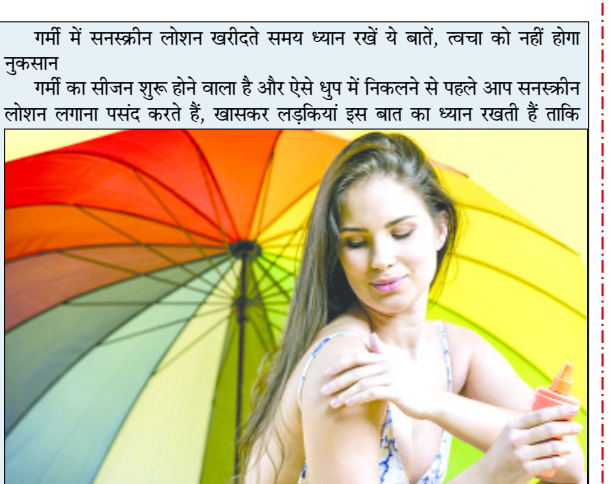 गर्मी में सनस्क्रीन लोशन खरीदते समय ध्यान रखें ये बातें, त्वचा को नहीं होगा
नुकसान
गर्मी का सीजन शुरू होने वाला है और ऐसे धुप में निकलने से पहले आप सनस्क्रीन
लोशन लगाना पसंद करते हैं, खासकर लड़कियां इस बात का ध्यान रखती हैं ताकि